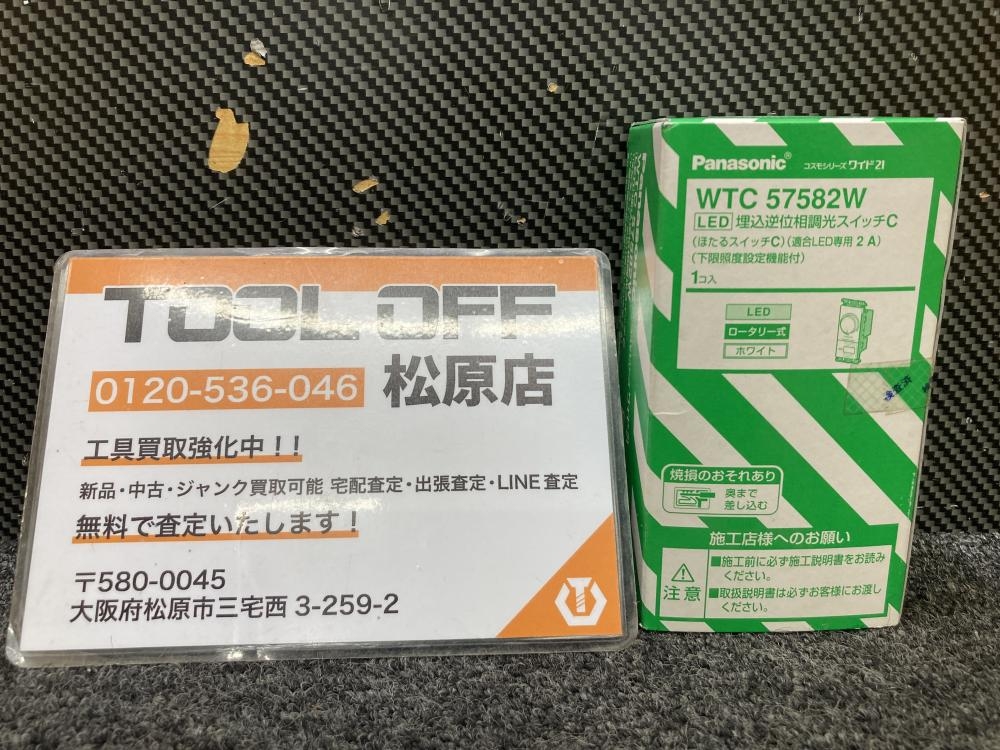 TOOL OFF
0120-536-046 松原店
工具買取強化中！！
新品・中古・ジャンク買取可能 宅配査定・出張査定・LINE査定
無料で査定いたします！
〒580-0045
大阪府松原市三宅西 3-259-2
Panasonic® コスモシリーズ ワイド21
WTC 57582W
LED 埋込逆位相調光スイッチC
(ほたるスイッチC) (適合LED専用 2 A)
(下限照度設定機能付)
1コ入
LED
ロータリー式
ホワイト
検査済
焼損のおそれあり
奥まで
差し込む
施工店様へのお願い
注意
■施工前に必ず施工説明書をお読み
ください。
■取扱説明書は必ずお客様にお渡し
ください。